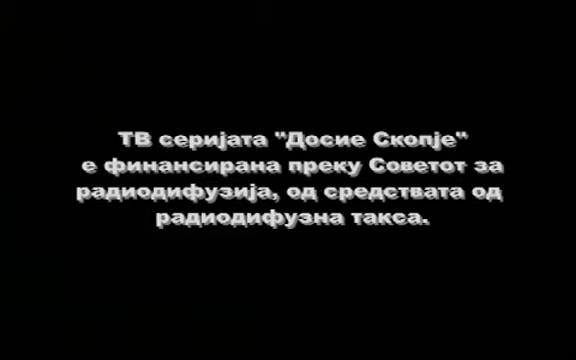 ТВ серијата "Досие Скопје"
е финансирана преку Советот за
радиодифузија, од средствата од
радиодифузна такса.